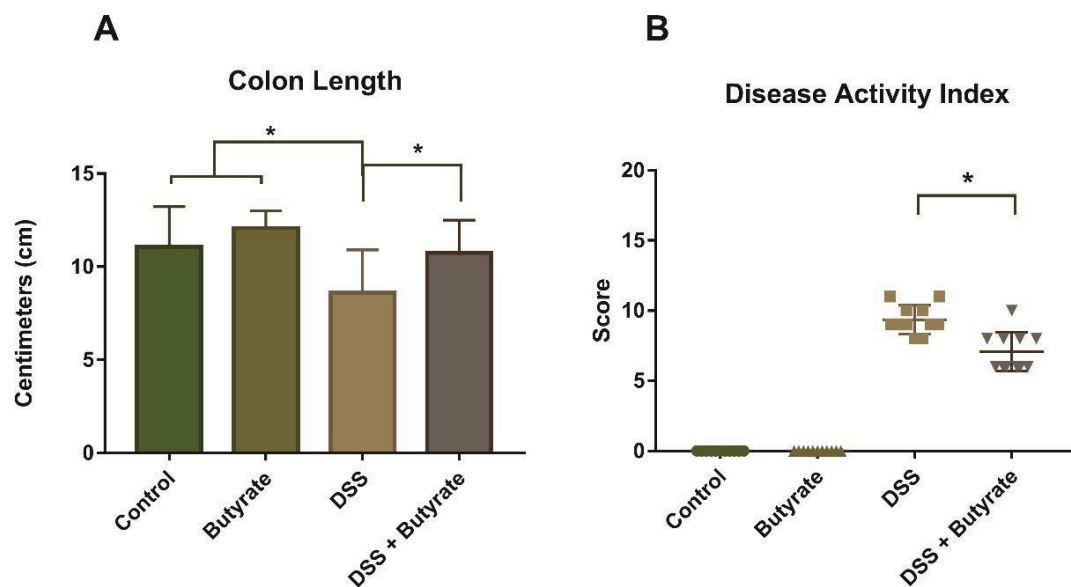 A
Colon Length
*
*
15
10
5
0
Centimeters (cm)
Control
Butyrate
DSS
DSS + Butyrate
B
Disease Activity Index
*
20
15
10
5
0
Score
Control
Butyrate
DSS
DSS + Butyrate